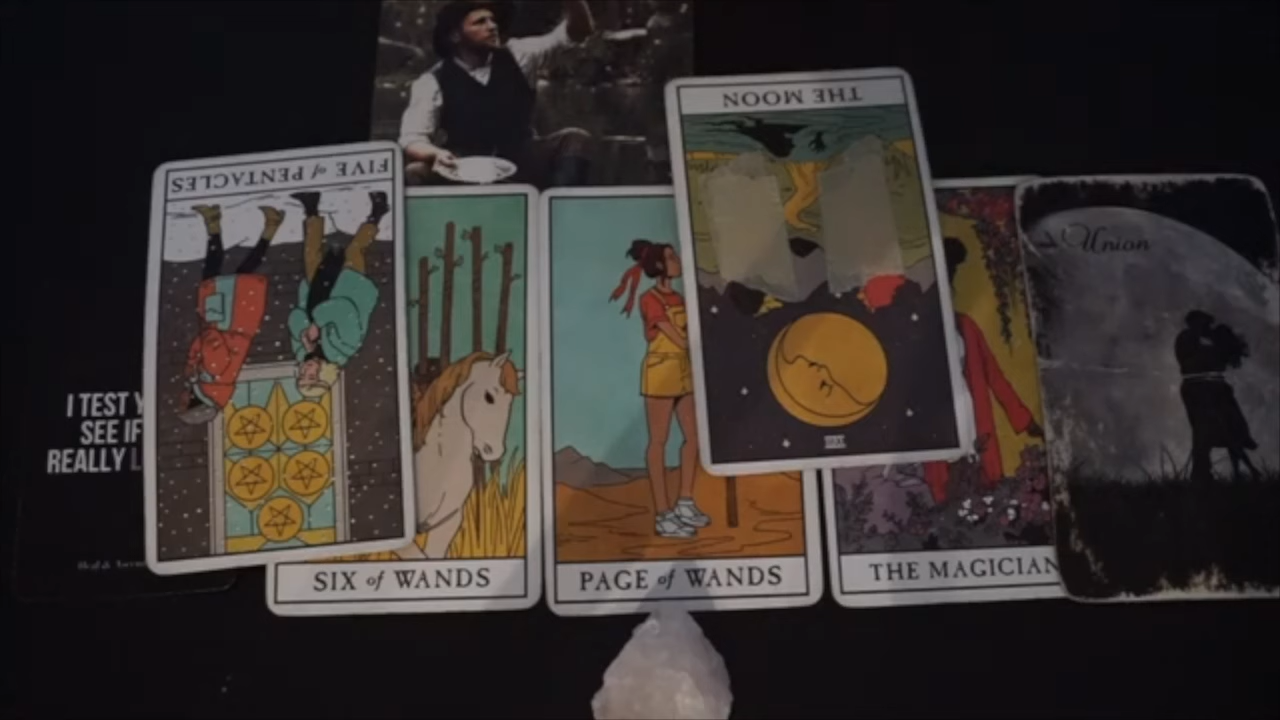 THE MOON
FIVE of PENTACLES
Union
I TEST
SEE IF
REALLY
SIX of WANDS
PAGE of WANDS
THE MAGICIAN